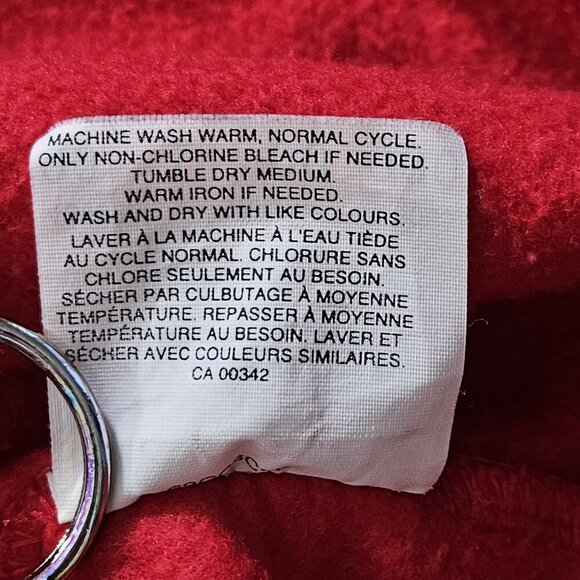 MACHINE WASH WARM, NORMAL CYCLE.
ONLY NON-CHLORINE BLEACH IF NEEDED.
TUMBLE DRY MEDIUM.
WARM IRON IF NEEDED.
WASH AND DRY WITH LIKE COLOURS.
LAVER À LA MACHINE À L'EAU TIÈDE
AU CYCLE NORMAL. CHLORURE SANS
CHLORE SEULEMENT AU BESOIN.
SÉCHER PAR CULBUTAGE À MOYENNE
TEMPÉRATURE. REPASSER À MOYENNE
TEMPÉRATURE AU BESOIN. LAVER ET
SÉCHER AVEC COULEURS SIMILAIRES.
CA 00342